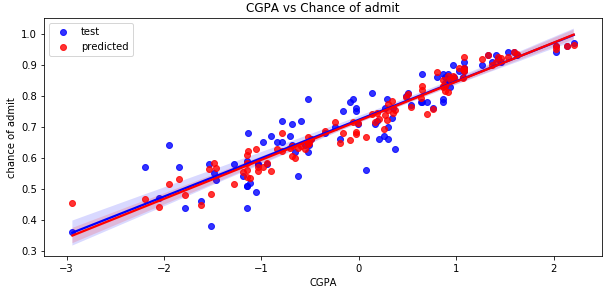 CGPA vs Chance of admit
test
predicted
chance of admit
1.0
0.9
0.8
0.7
0.6
0.5
0.4
0.3
−3 −2 −1 0 1 2
CGPA